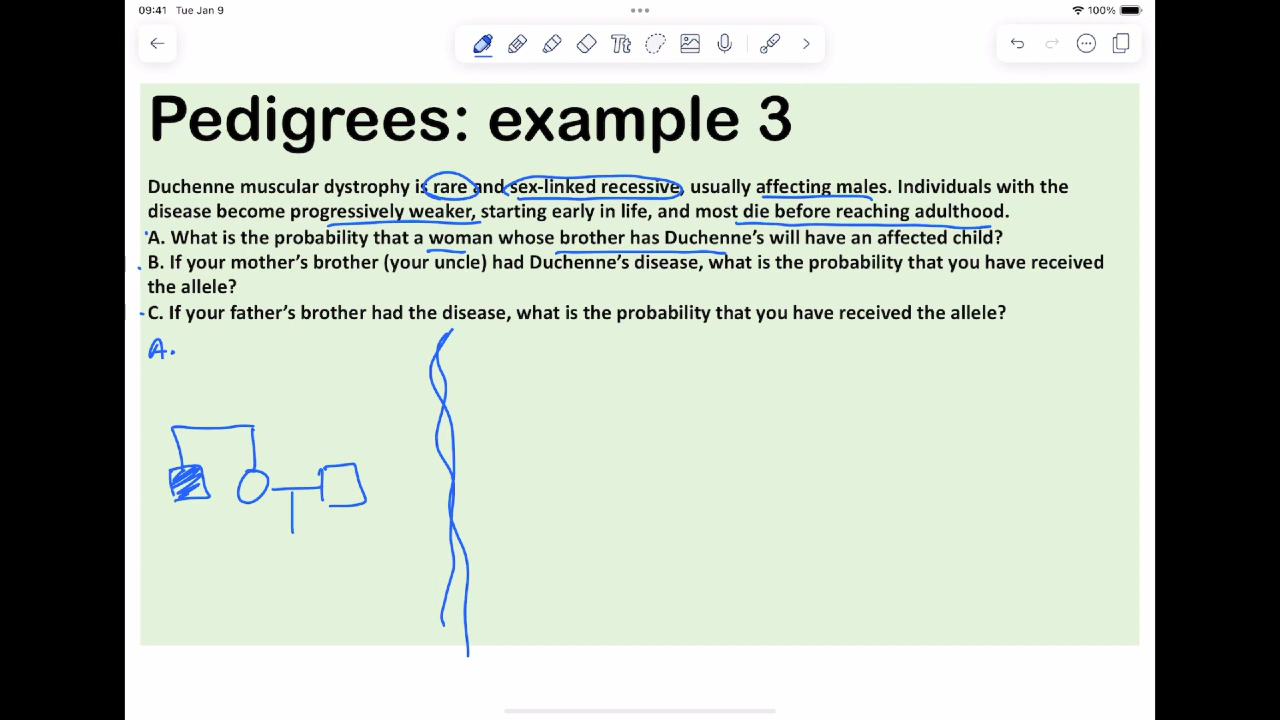 09:41 Tue Jan 9
100%
Tt
Pedigrees: example 3
Duchenne muscular dystrophy is rare and sex-linked recessive, usually affecting males. Individuals with the
disease become progressively weaker, starting early in life, and most die before reaching adulthood.
A. What is the probability that a woman whose brother has Duchenne's will have an affected child?
B. If your mother's brother (your uncle) had Duchenne's disease, what is the probability that you have received
the allele?
C. If your father's brother had the disease, what is the probability that you have received the allele?
A.